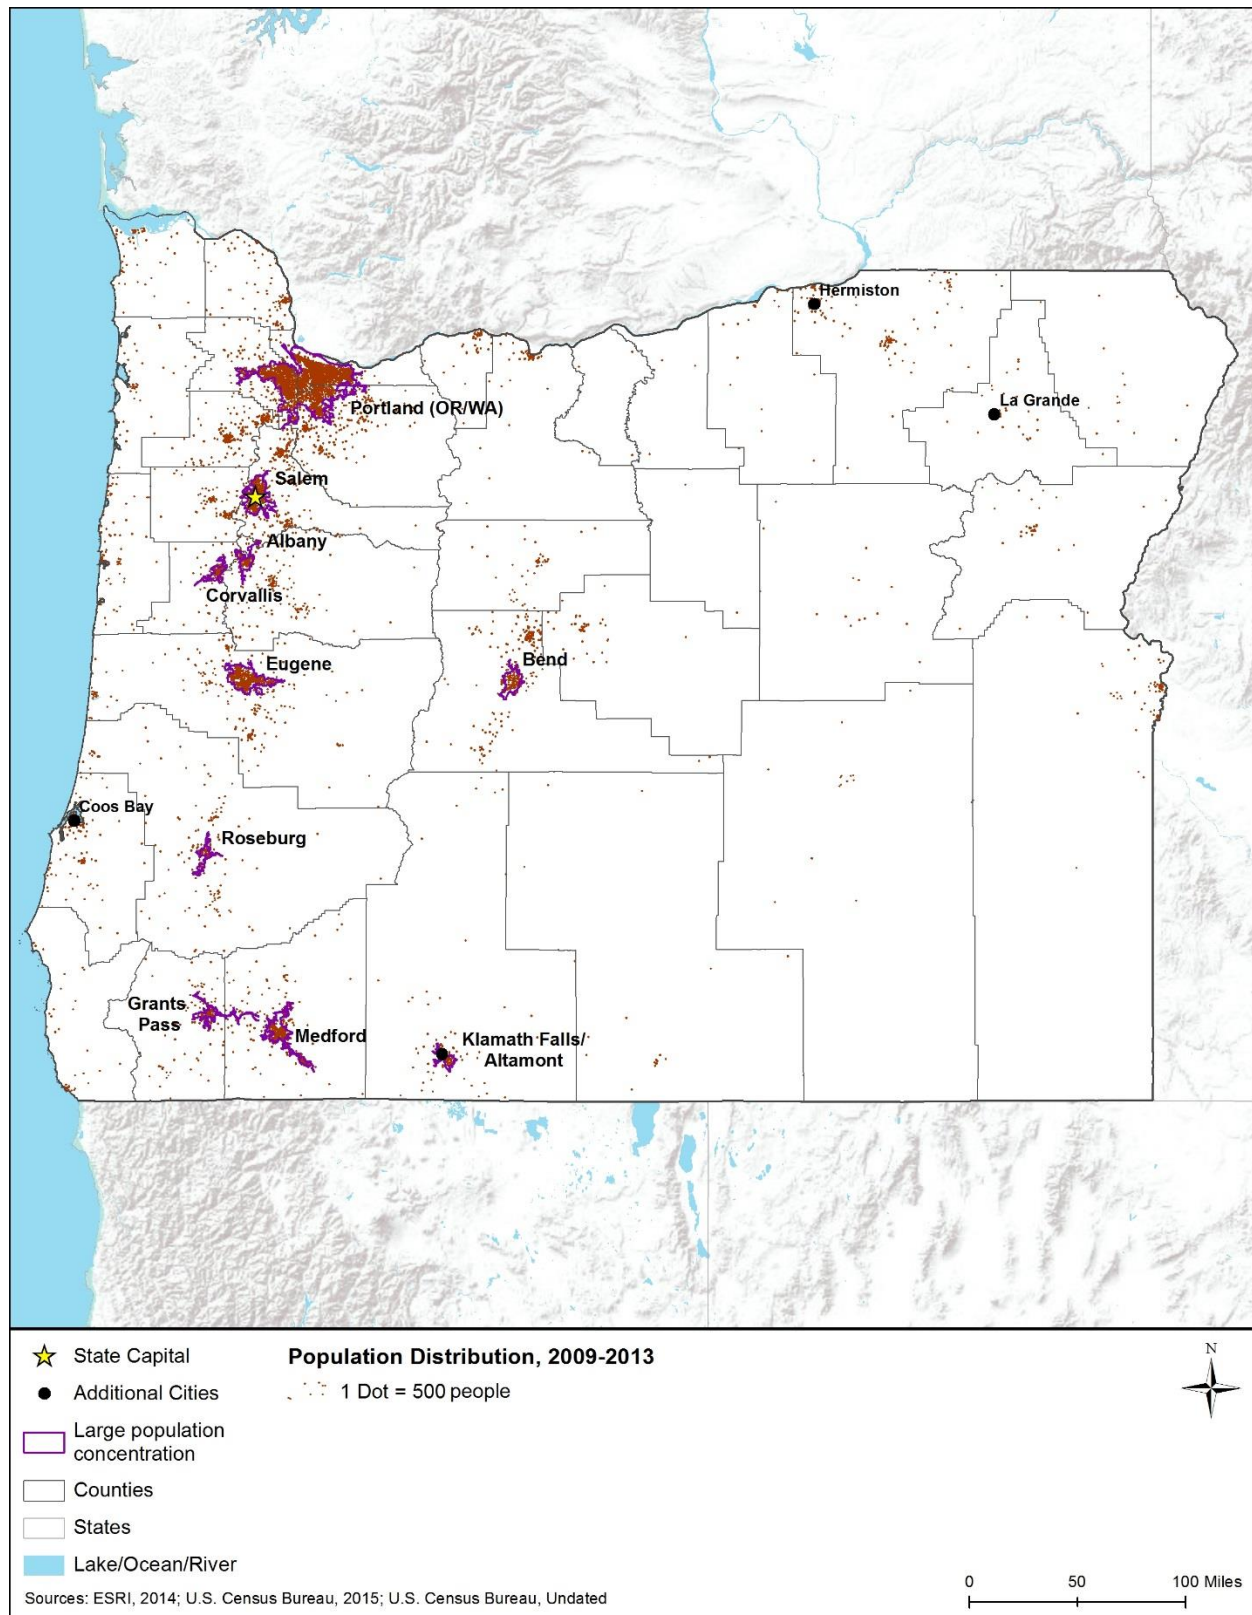 Hermiston
La Grande
Portland (OR/WA)
Salem
Albany
Corvallis
Eugene
Bend
Coos Bay
Roseburg
Grants
Pass
Medford
Klamath Falls/
Altamont
State Capital
Additional Cities
Large population
concentration
Counties
States
Lake/Ocean/River
Population Distribution, 2009-2013
1 Dot = 500 people
N
0 50 100 Miles
Sources: ESRI, 2014; U.S. Census Bureau, 2015; U.S. Census Bureau, Undated